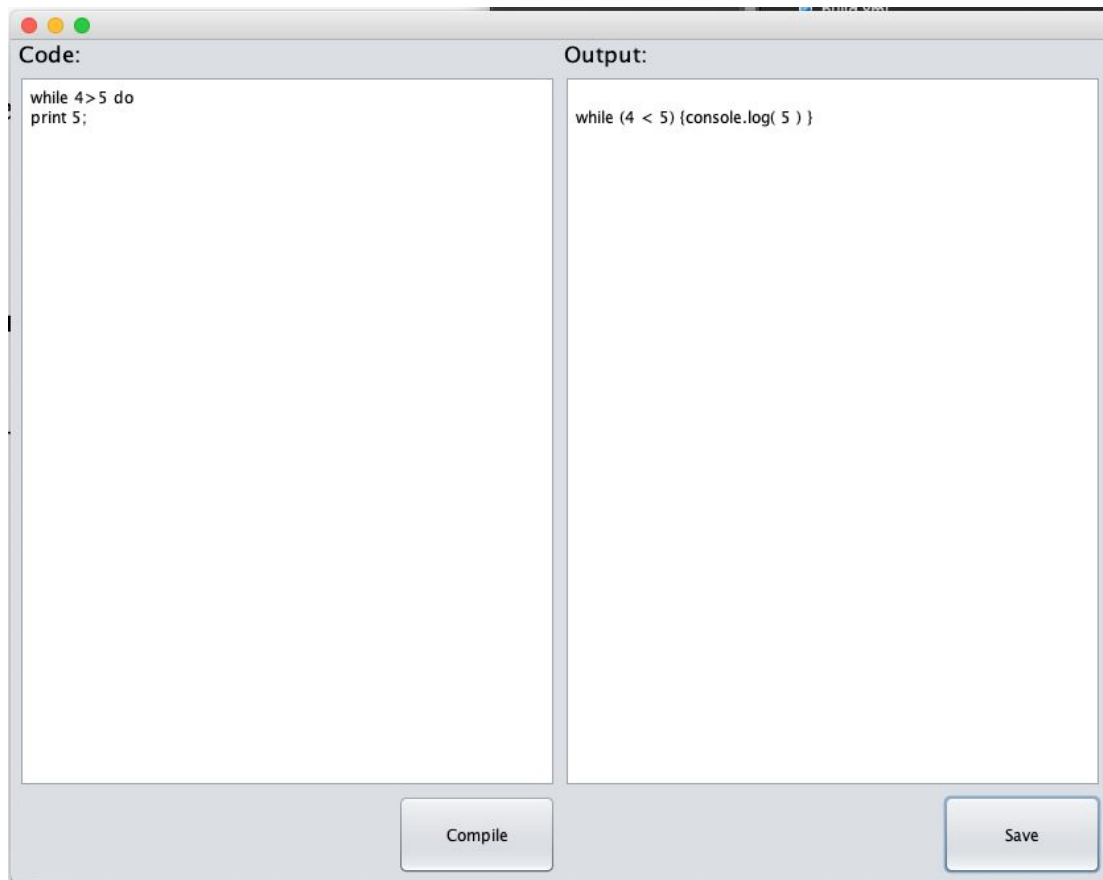 Code:
while 4>5 do
print 5;
Output:
while (4 < 5) {console.log( 5 ) }
Compile
Save